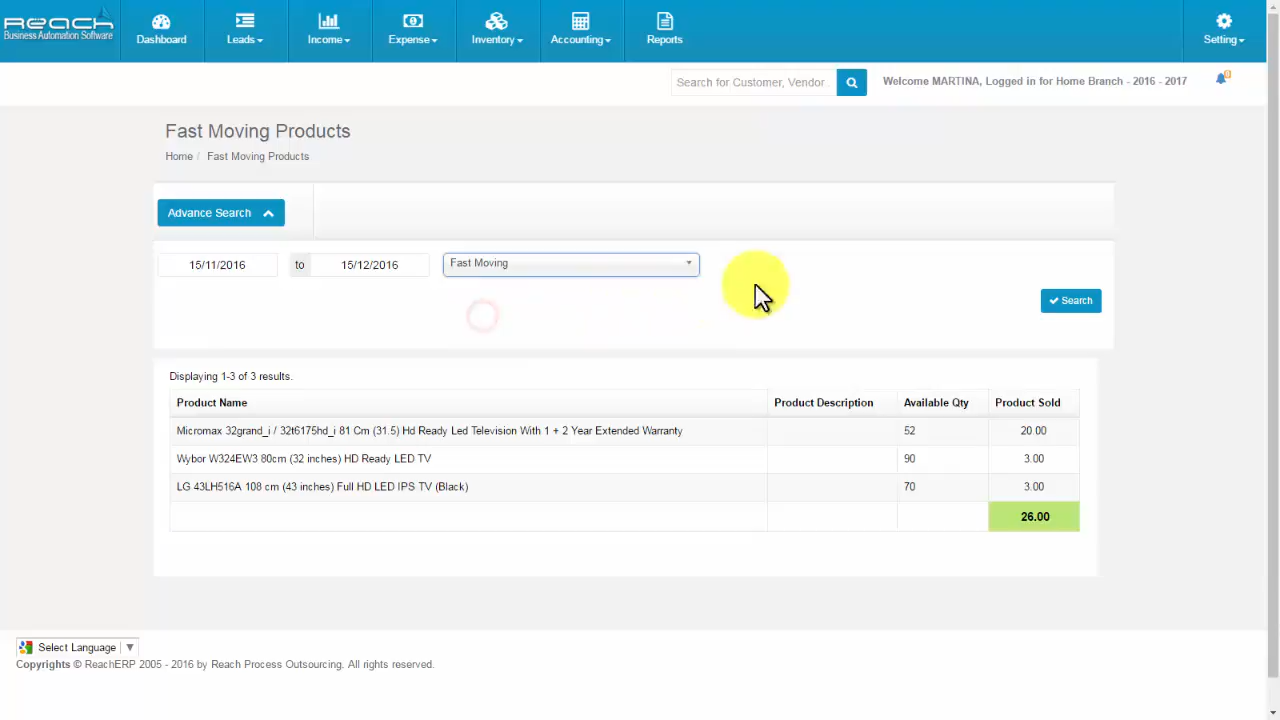 Reach
Business Automation Software
Dashboard
Leads
Income
Expense
Inventory
Accounting
Reports
Setting
Search for Customer, Vendor
Welcome MARTINA, Logged in for Home Branch - 2016 - 2017
Fast Moving Products
Home / Fast Moving Products
Advance Search
15/11/2016 to 15/12/2016 Fast Moving
Search
Displaying 1-3 of 3 results.
Product Name Product Description Available Qty Product Sold
Micromax 32grand_i / 32t6175hd_i 81 Cm (31.5) Hd Ready Led Television With 1 + 2 Year Extended Warranty 52 20.00
Wybor W324EW3 80cm (32 inches) HD Ready LED TV 90 3.00
LG 43LH516A 108 cm (43 inches) Full HD LED IPS TV (Black) 70 3.00
26.00
Select Language
Copyrights © ReachERP 2005 - 2016 by Reach Process Outsourcing. All rights reserved.